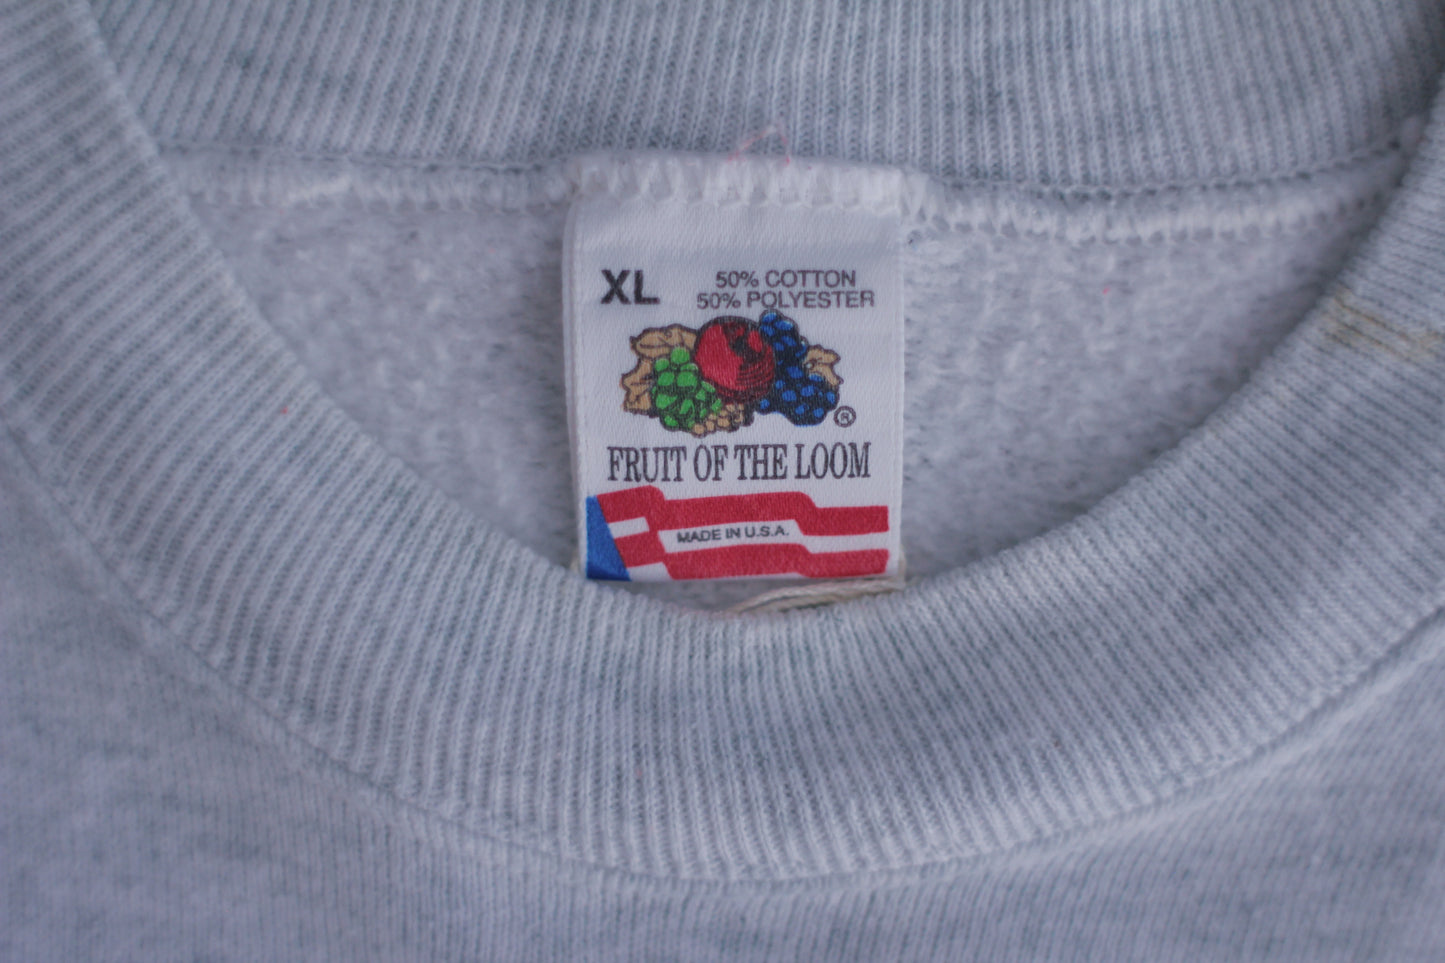 XL
50% COTTON
50% POLYESTER
®
FRUIT OF THE LOOM
MADE IN U.S.A.